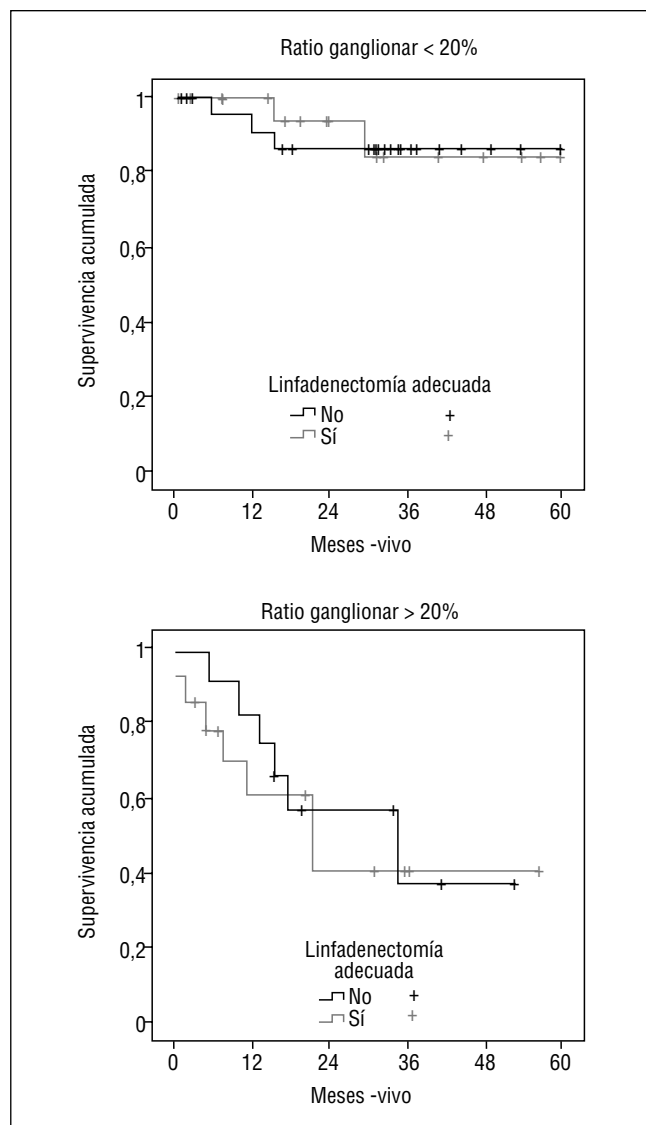 Ratio ganglionar < 20%
Supervivencia acumulada
1
0,8
0,6
0,4
0,2
0
Linfadenectomía adecuada
No
Sí
0 12 24 36 48 60
Meses -vivo
Ratio ganglionar > 20%
Supervivencia acumulada
1
0,8
0,6
0,4
0,2
0
Linfadenectomía
adecuada
No
Sí
0 12 24 36 48 60
Meses -vivo